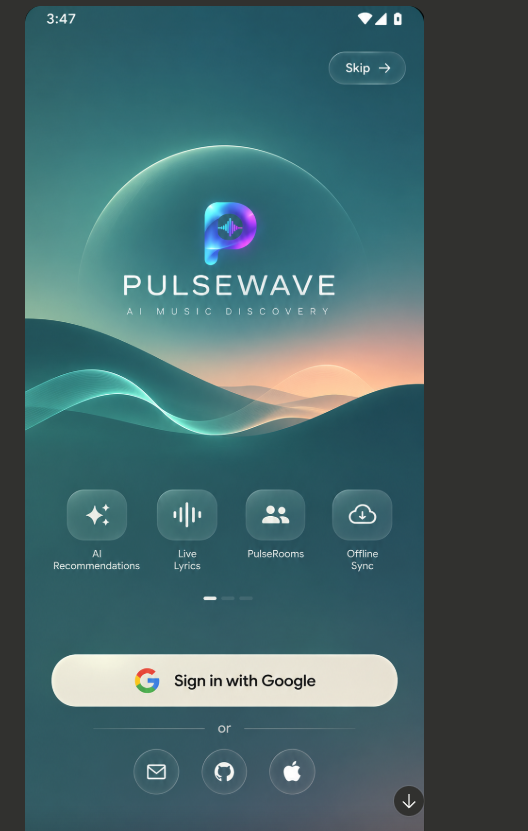 3:47
Skip
PULSEWAVE
AI MUSIC DISCOVERY
AI
Recommendations
Live
Lyrics
PulseRooms
Offline
Sync
Sign in with Google
or